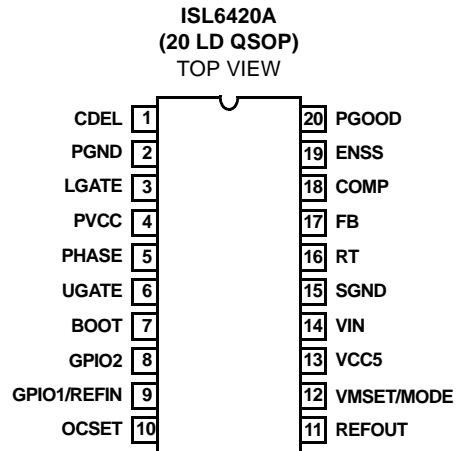 ISL6420A
(20 LD QSOP)
TOP VIEW
CDEL 1
PGND 2
LGATE 3
PVCC 4
PHASE 5
UGATE 6
BOOT 7
GPIO2 8
GPIO1/REFIN 9
OCSET 10
20 PGOOD
19 ENSS
18 COMP
17 FB
16 RT
15 SGND
14 VIN
13 VCC5
12 VMSET/MODE
11 REFOUT